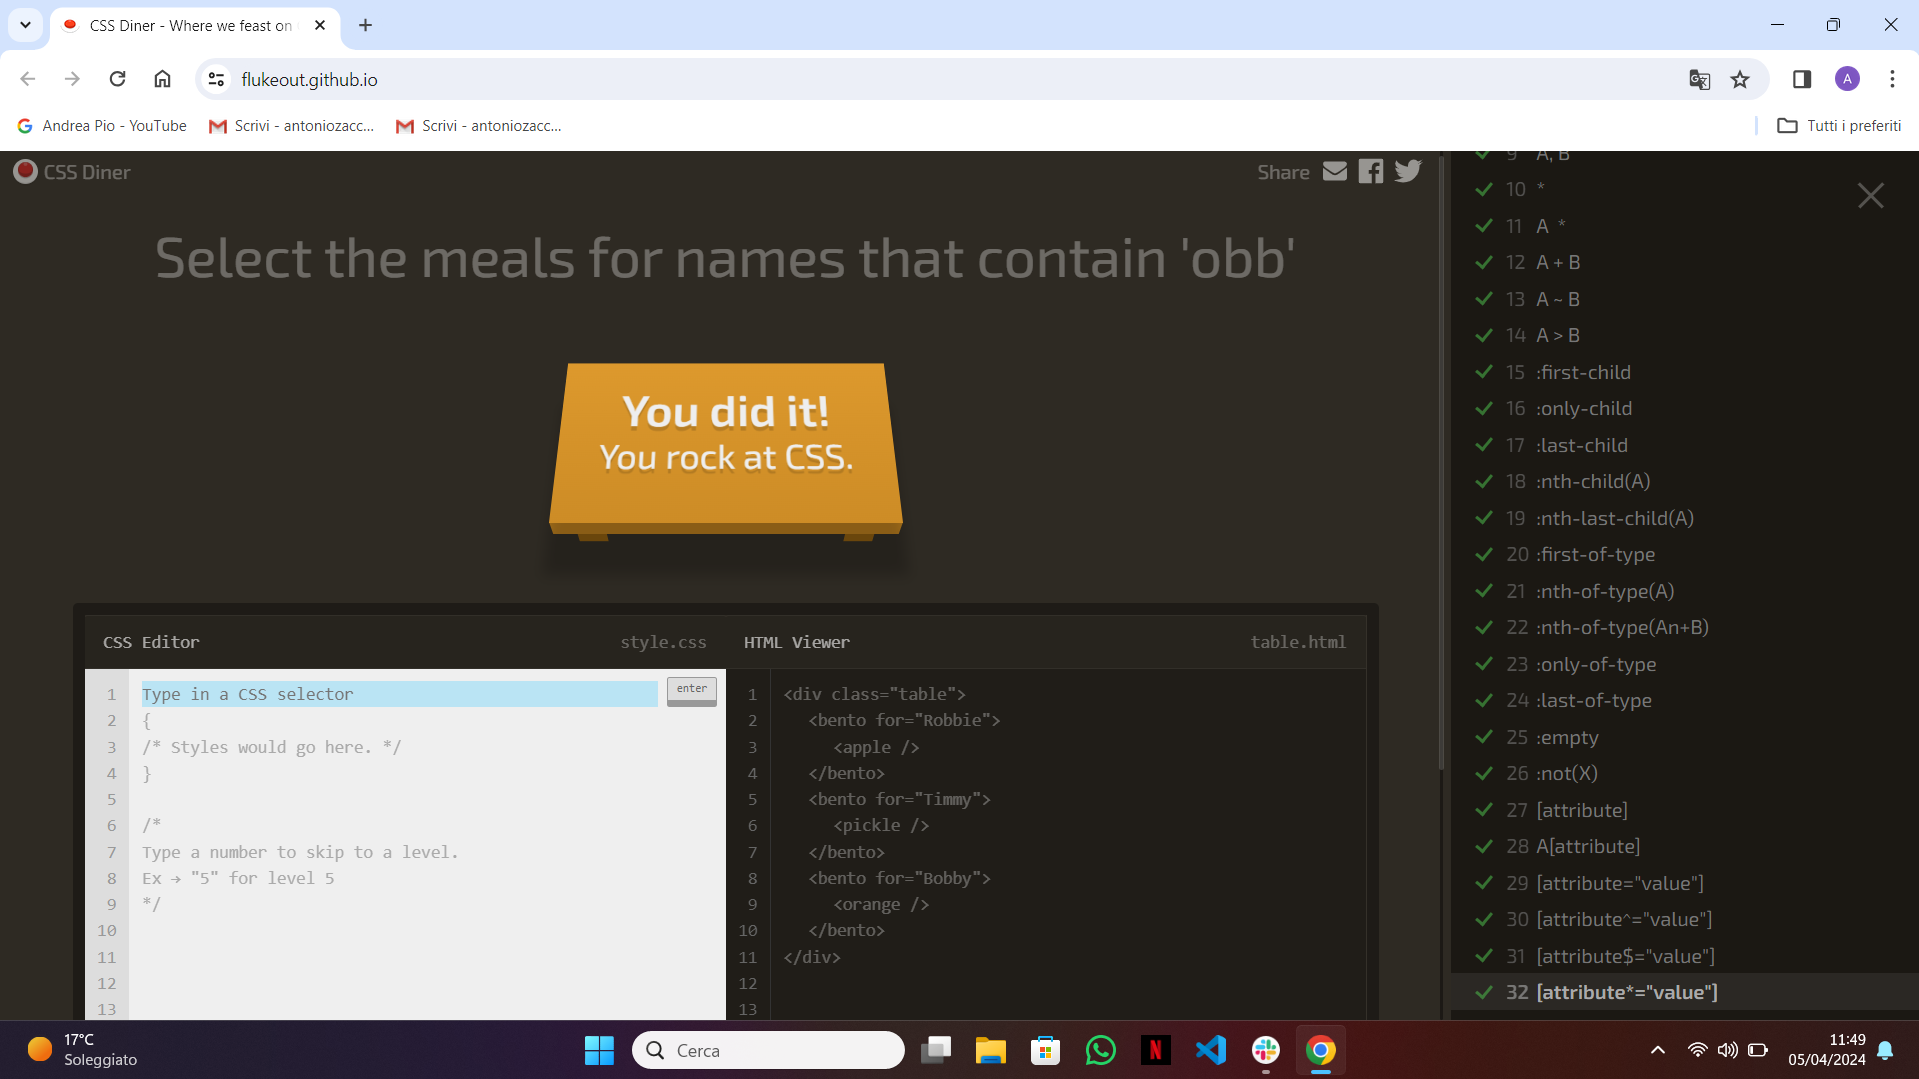 CSS Diner - Where we feast on
flukeout.github.io
A
Andrea Pio - YouTube
Scrivi - antoniozacc...
Scrivi - antoniozacc...
Tutti i preferiti
CSS Diner
Share
Select the meals for names that contain 'obb'
You did it!
You rock at CSS.
CSS Editor
style.css
1 Type in a CSS selector
enter
2 {
3 /* Styles would go here. */
4 }
5
6 /*
7 Type a number to skip to a level.
8 Ex → "5" for level 5
9 */
10
11
12
13
HTML Viewer
table.html
1 <div class="table">
2 <bento for="Robbie">
3 <apple />
4 </bento>
5 <bento for="Timmy">
6 <pickle />
7 </bento>
8 <bento for="Bobby">
9 <orange />
10 </bento>
11 </div>
12
13
9 A, B
10 *
11 A *
12 A + B
13 A ~ B
14 A > B
15 :first-child
16 :only-child
17 :last-child
18 :nth-child(A)
19 :nth-last-child(A)
20 :first-of-type
21 :nth-of-type(A)
22 :nth-of-type(An+B)
23 :only-of-type
24 :last-of-type
25 :empty
26 :not(X)
27 [attribute]
28 A[attribute]
29 [attribute="value"]
30 [attribute^="value"]
31 [attribute$="value"]
32 [attribute*="value"]
17°C
Soleggiato
Cerca
N
11:49
05/04/2024